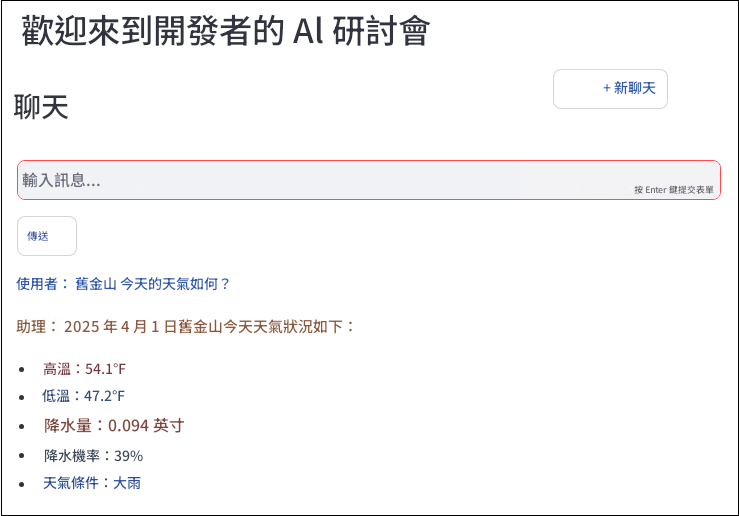 歡迎來到開發者的 Al 研討會
+ 新聊天
聊天
輸入訊息...
按 Enter 鍵提交表單
傳送
使用者： 舊金山 今天的天氣如何？
助理： 2025 年 4 月 1 日舊金山今天天氣狀況如下：
• 高溫：54.1°F
• 低溫：47.2°F
• 降水量：0.094 英寸
• 降水機率：39%
• 天氣條件：大雨